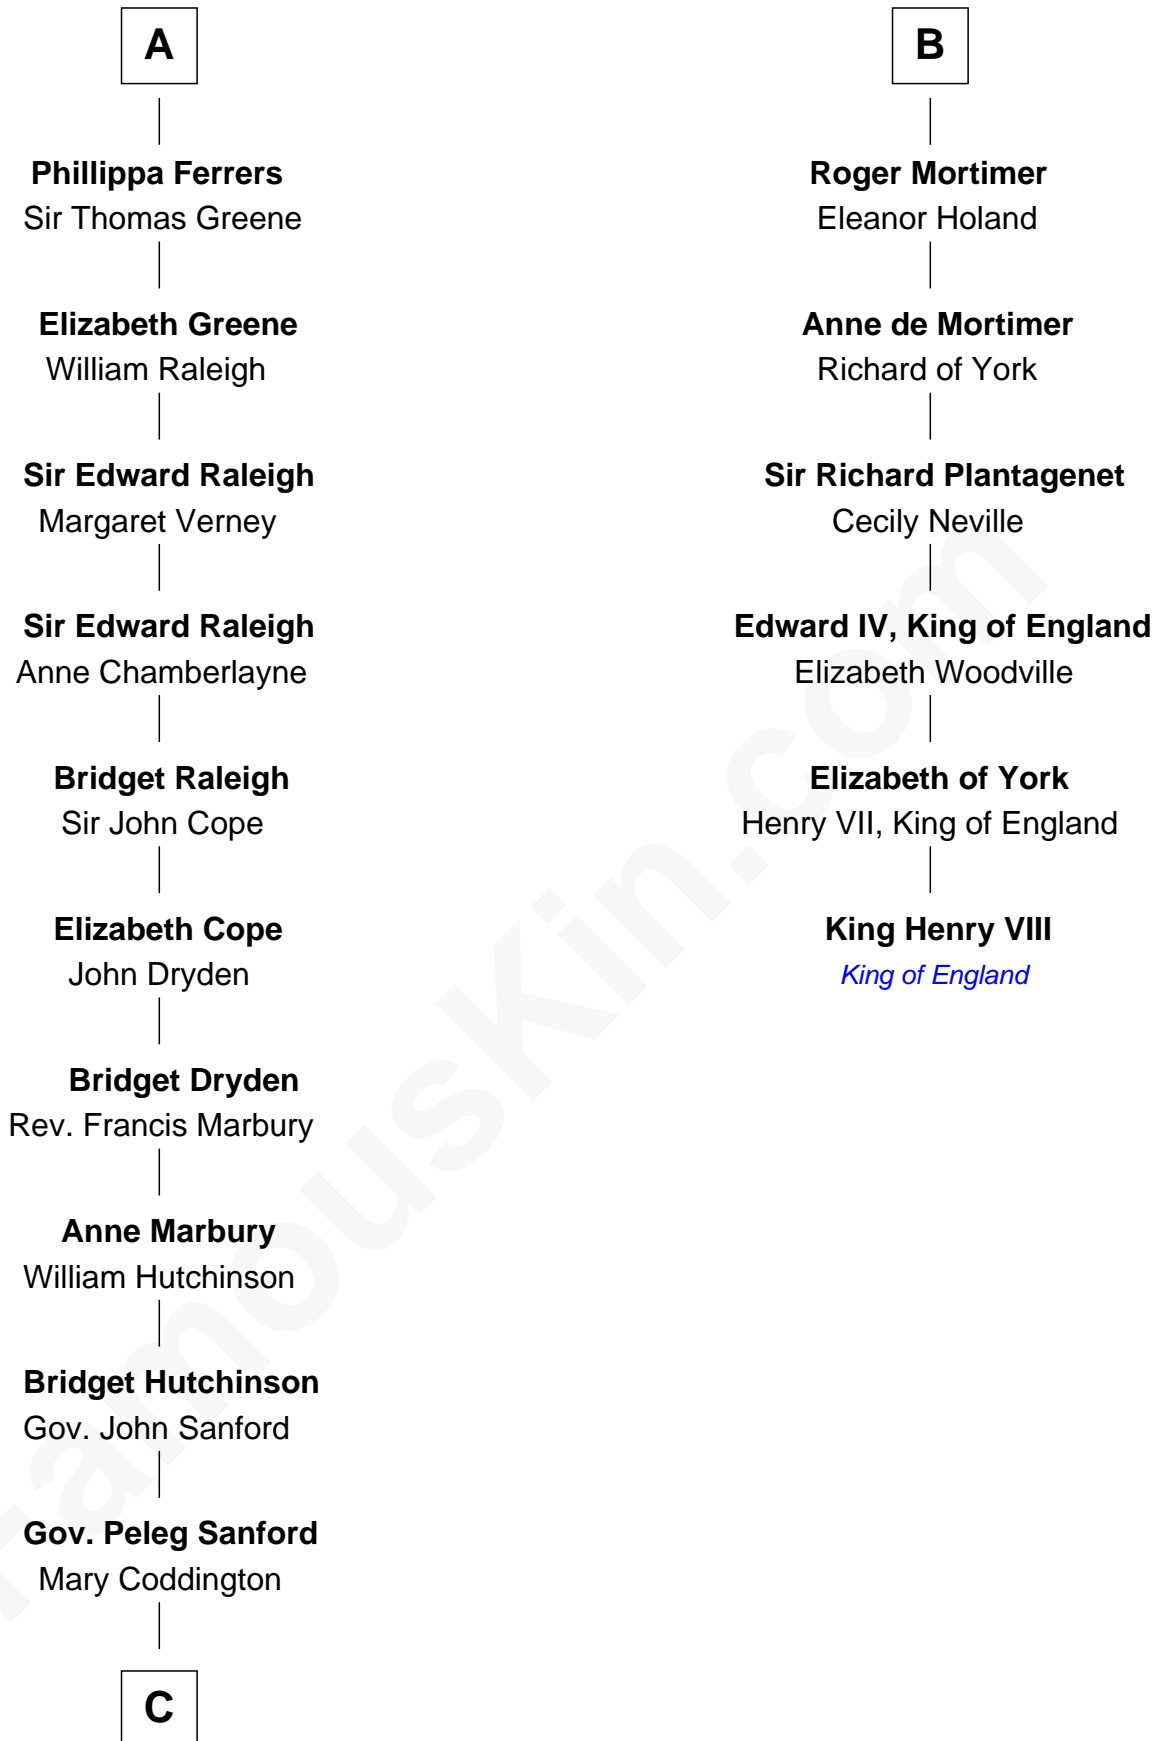 A
Phillippa Ferrers
Sir Thomas Greene
Elizabeth Greene
William Raleigh
Sir Edward Raleigh
Margaret Verney
Sir Edward Raleigh
Anne Chamberlayne
Bridget Raleigh
Sir John Cope
Elizabeth Cope
John Dryden
Bridget Dryden
Rev. Francis Marbury
Anne Marbury
William Hutchinson
Bridget Hutchinson
Gov. John Sanford
Gov. Peleg Sanford
Mary Coddington
C
B
Roger Mortimer
Eleanor Holand
Anne de Mortimer
Richard of York
Sir Richard Plantagenet
Cecily Neville
Edward IV, King of England
Elizabeth Woodville
Elizabeth of York
Henry VII, King of England
King Henry VIII
King of England
FamousKin.com